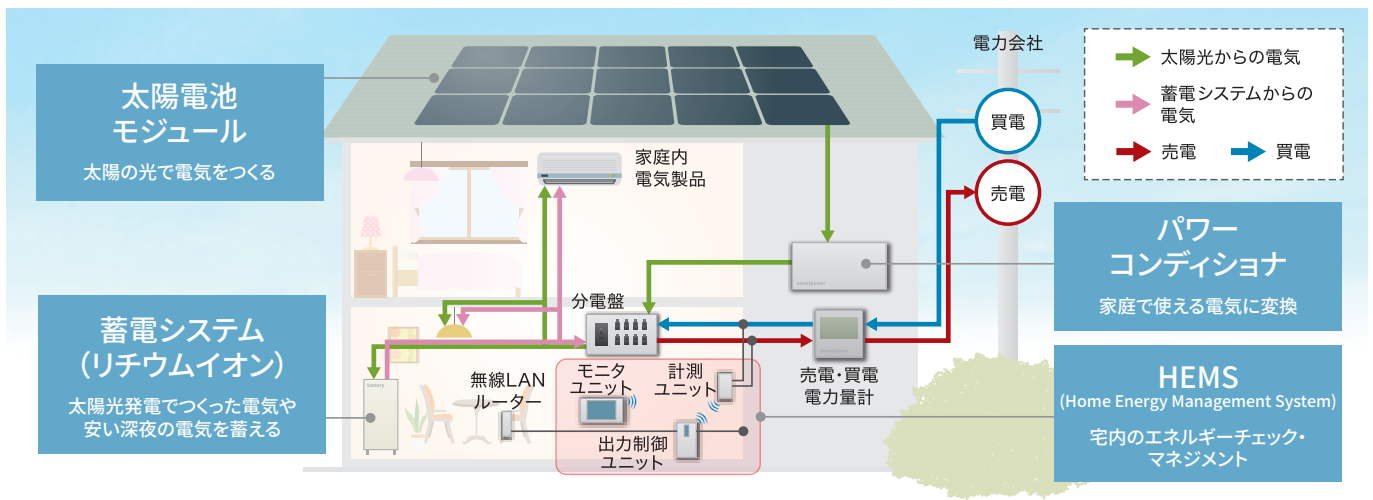 太陽電池
モジュール
太陽の光で電気をつくる
蓄電システム
（リチウムイオン）
太陽光発電でつくった電気や
安い深夜の電気を蓄える
家庭内
電気製品
分電盤
battery
無線LAN
ルーター
モニタ
ユニット
計測
ユニット
出力制御
ユニット
smartpower
売電・買電
電力量計
電力会社
買電
売電
太陽光からの電気
蓄電システムからの
電気
売電
買電
パワー
コンディショナ
家庭で使える電気に変換
HEMS
(Home Energy Management System)
宅内のエネルギーチェック・
マネジメント